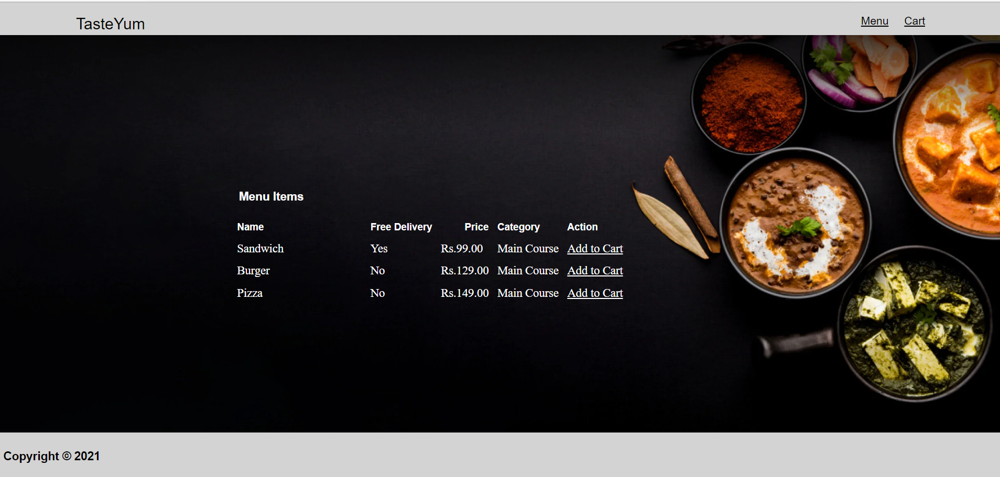 TasteYum Menu Cart
Menu Items
Name Free Delivery Price Category Action
Sandwich Yes Rs.99.00 Main Course Add to Cart
Burger No Rs.129.00 Main Course Add to Cart
Pizza No Rs.149.00 Main Course Add to Cart
Copyright © 2021